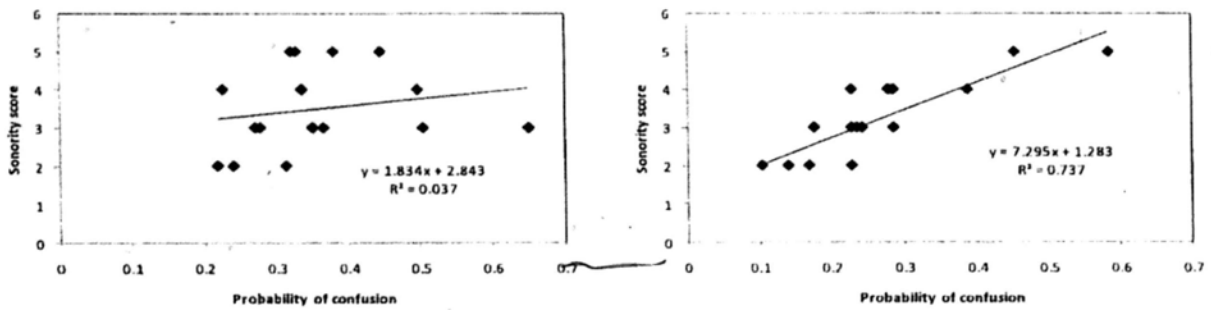 6
5
4
3
2
1
0
Sonority score
y = 1.834x + 2.843
R² = 0.037
0 0.2 0.3 0.4 0.5 0.6 0.7
Probability of confusion
6
5
4
3
2
1
0
Sonority score
y = 7.295x + 1.283
R² = 0.737
0 0.1 0.2 0.3 0.4 0.5 0.6 0.7
Probability of confusion